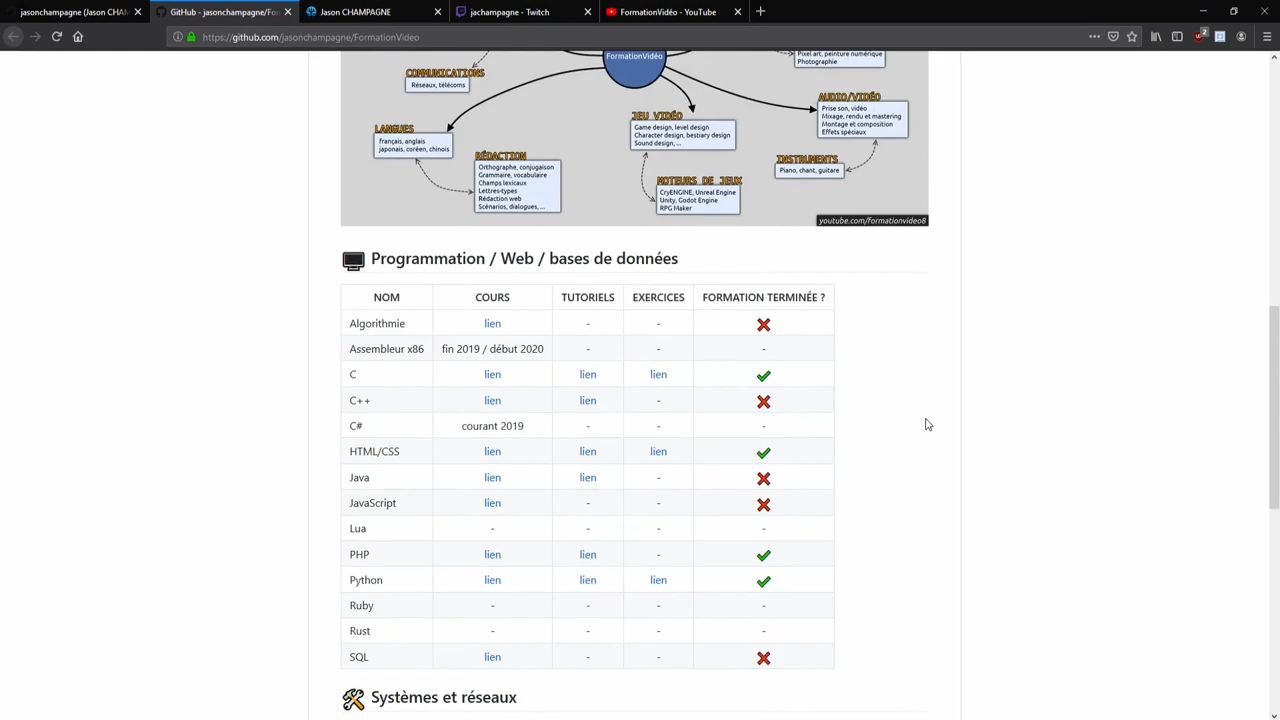 jasonchampagne (Jason CHAM
GitHub - jasonchampagne/For
Jason CHAMPAGNE
jachampagne - Twitch
FormationVidéo - YouTube
https://github.com/jasonchampagne/FormationVidéo
2
FormationVidéo
Pixel art, peinture numérique
Photographie
COMMUNICATIONS
Réseaux, télécoms
AUDIO/VIDÉO
Prise son, vidéo
Mixage, rendu et mastering
Montage et composition
Effets spéciaux
JEU VIDÉO
Game design, level design
Character design, bestiary design
Sound design, ...
LANGUES
français, anglais
japonais, coréen, chinois
RÉDACTION
Orthographe, conjugaison
Grammaire, vocabulaire
Champs lexicaux
Lettres-types
Rédaction web
Scénarios, dialogues, ...
INSTRUMENTS
Piano, chant, guitare
MOTEURS DE JEUX
CryENGINE, Unreal Engine
Unity, Godot Engine
RPG Maker
youtube.com/formationvideo8
Programmation / Web / bases de données
NOM COURS TUTORIELS EXERCICES FORMATION TERMINÉE ?
Algorithmie lien - - ❌
Assembleur x86 fin 2019 / début 2020 - - -
C lien lien lien ✔
C++ lien lien - ❌
C# courant 2019 - - -
HTML/CSS lien lien lien ✔
Java lien lien - ❌
JavaScript lien - - ❌
Lua - - - -
PHP lien lien - ✔
Python lien lien lien ✔
Ruby - - - -
Rust - - - -
SQL lien - - ❌
Systèmes et réseaux